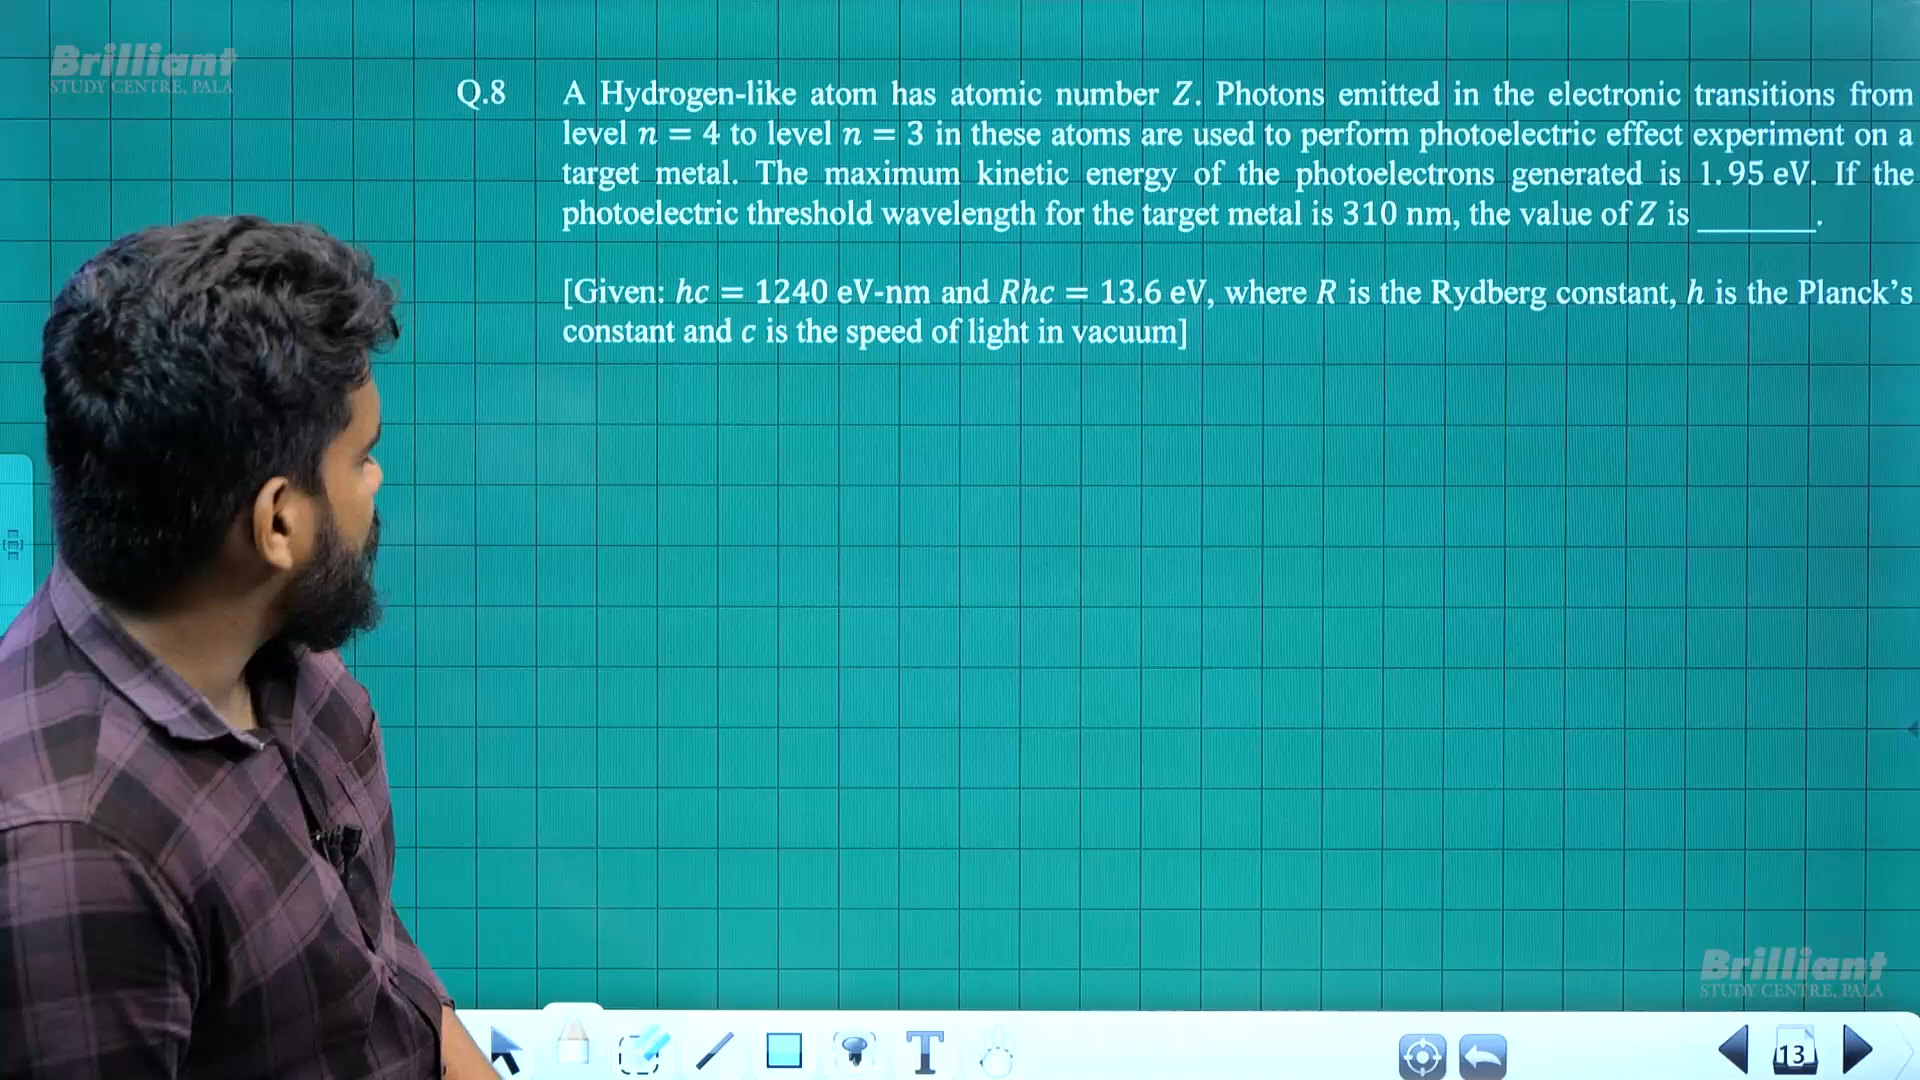 Brilliant
STUDY CENTRE, PALA
Q.8 A Hydrogen-like atom has atomic number Z. Photons emitted in the electronic transitions from
level n = 4 to level n = 3 in these atoms are used to perform photoelectric effect experiment on a
target metal. The maximum kinetic energy of the photoelectrons generated is 1.95 eV. If the
photoelectric threshold wavelength for the target metal is 310 nm, the value of Z is ________.
[Given: hc = 1240 eV-nm and Rhc = 13.6 eV, where R is the Rydberg constant, h is the Planck’s
constant and c is the speed of light in vacuum]
Brilliant
STUDY CENTRE, PALA
T
13